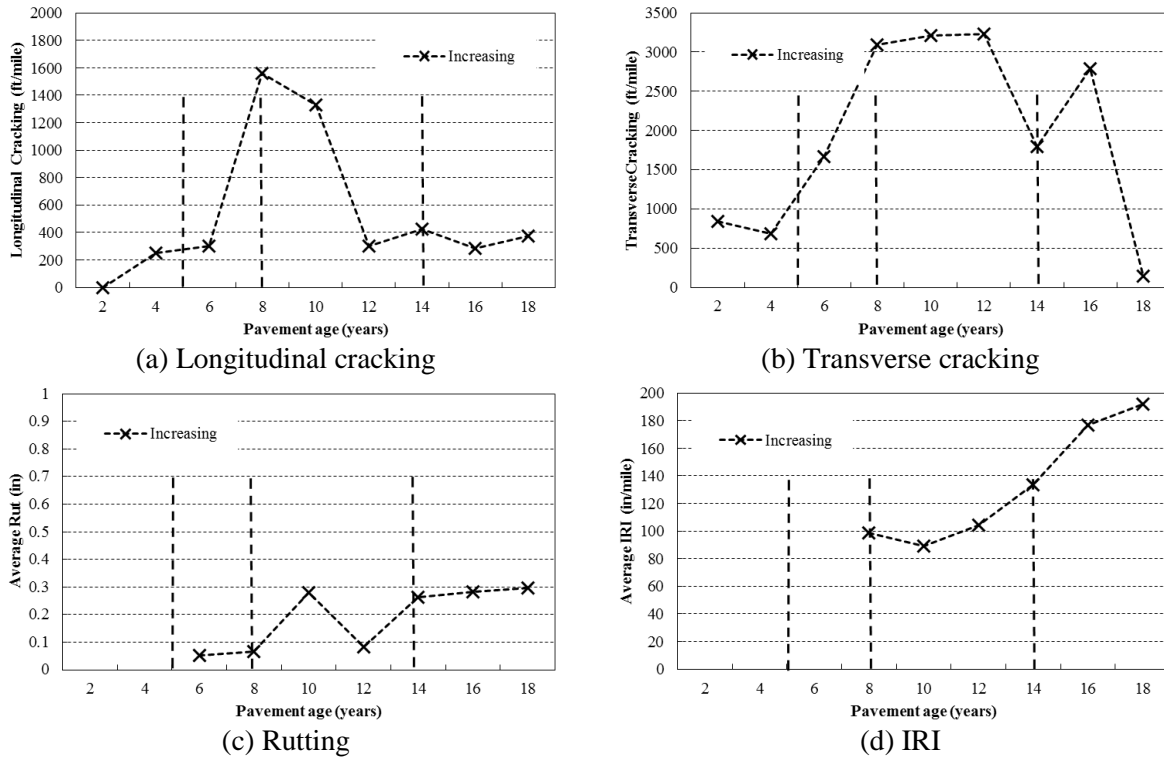 Longitudinal Cracking (ft/mile)
2000
1800
1600
1400
1200
1000
800
600
400
200
0
Increasing
2 4 6 8 10 12 14 16 18
Pavement age (years)
(a) Longitudinal cracking
TransverseCracking (ft/mile)
3500
3000
2500
2000
1500
1000
500
0
Increasing
2 4 6 8 10 12 14 16 18
Pavement age (years)
(b) Transverse cracking
Average Rut (in)
1
0.9
0.8
0.7
0.6
0.5
0.4
0.3
0.2
0.1
0
Increasing
2 4 6 8 10 12 14 16 18
Pavement age (years)
(c) Rutting
Average IRI (in/mile)
200
180
160
140
120
100
80
60
40
20
0
Increasing
2 4 6 8 10 12 14 16 18
Pavement age (years)
(d) IRI